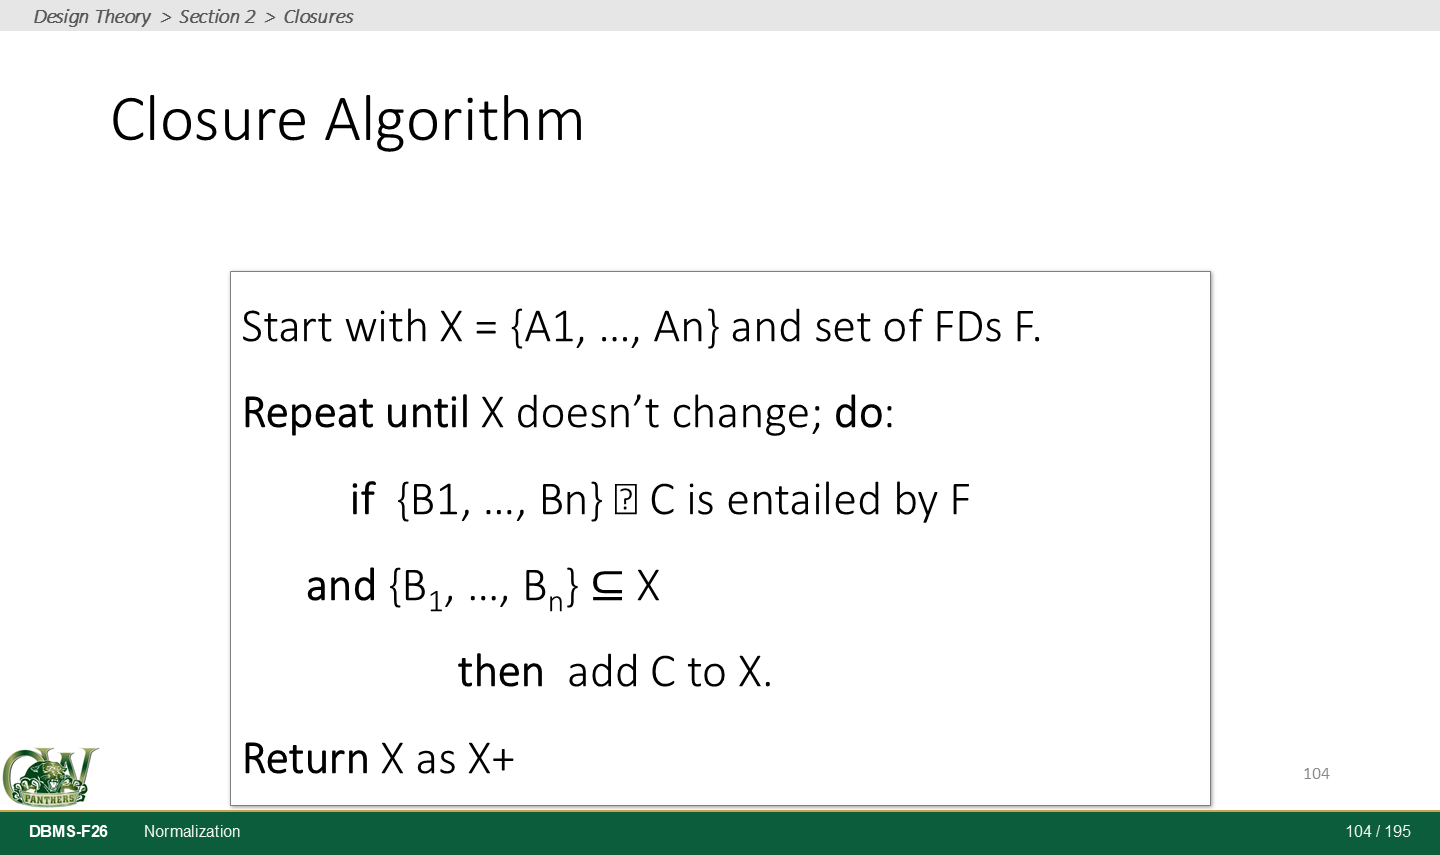 Design Theory > Section 2 > Closures
Closure Algorithm
Start with X = {A1, …, An} and set of FDs F.
Repeat until X doesn’t change; do:
if {B1, …, Bn} � C is entailed by F
and {B1, …, Bn} ⊆ X
then add C to X.
Return X as X+
104
OW
PANTHERS
DBMS-F26 Normalization 104 / 195